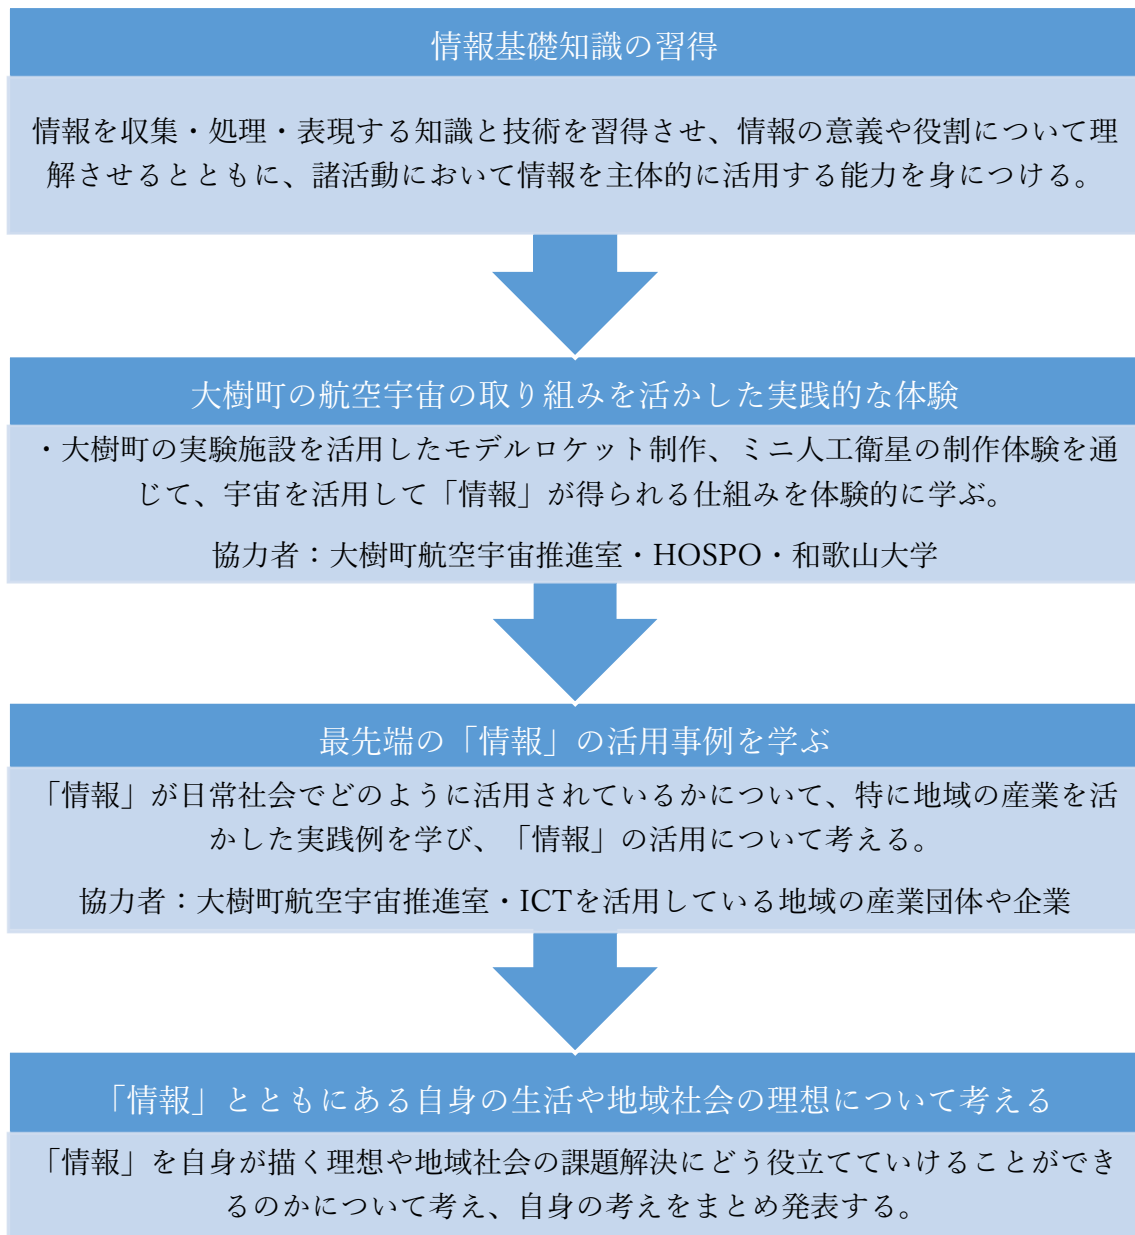 情報基礎知識の習得
情報を収集・処理・表現する知識と技術を習得させ、情報の意義や役割について理
解させるとともに、諸活動において情報を主体的に活用する能力を身につける。
大樹町の航空宇宙の取り組みを活かした実践的な体験
・大樹町の実験施設を活用したモデルロケット制作、ミニ人工衛星の制作体験を通
じて、宇宙を活用して「情報」が得られる仕組みを体験的に学ぶ。
協力者：大樹町航空宇宙推進室・HOSPO・和歌山大学
最先端の「情報」の活用事例を学ぶ
「情報」が日常社会でどのように活用されているかについて、特に地域の産業を活
かした実践例を学び、「情報」の活用について考える。
協力者：大樹町航空宇宙推進室・ICTを活用している地域の産業団体や企業
「情報」とともにある自身の生活や地域社会の理想について考える
「情報」を自身が描く理想や地域社会の課題解決にどう役立てていけることができ
るのかについて考え、自身の考えをまとめ発表する。